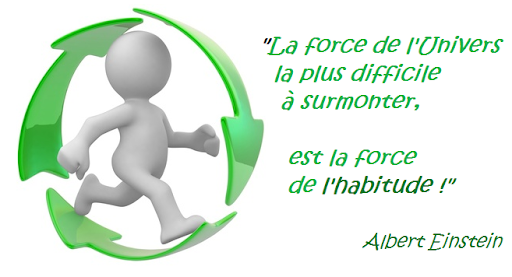 "La force de l'Univers
la plus difficile
à surmonter,
est la force
de l'habitude !"
Albert Einstein